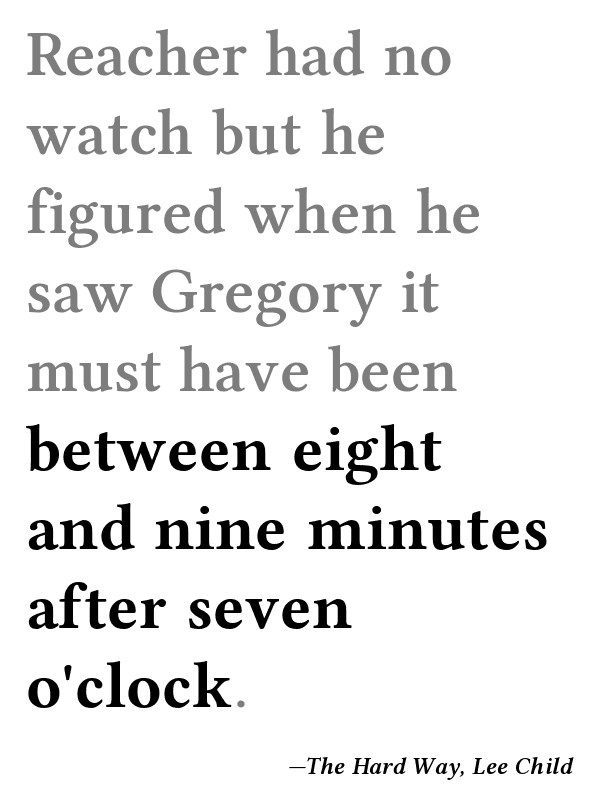 Reacher had no
watch but he
figured when he
saw Gregory it
must have been
between eight
and nine minutes
after seven
o'clock.
—The Hard Way, Lee Child